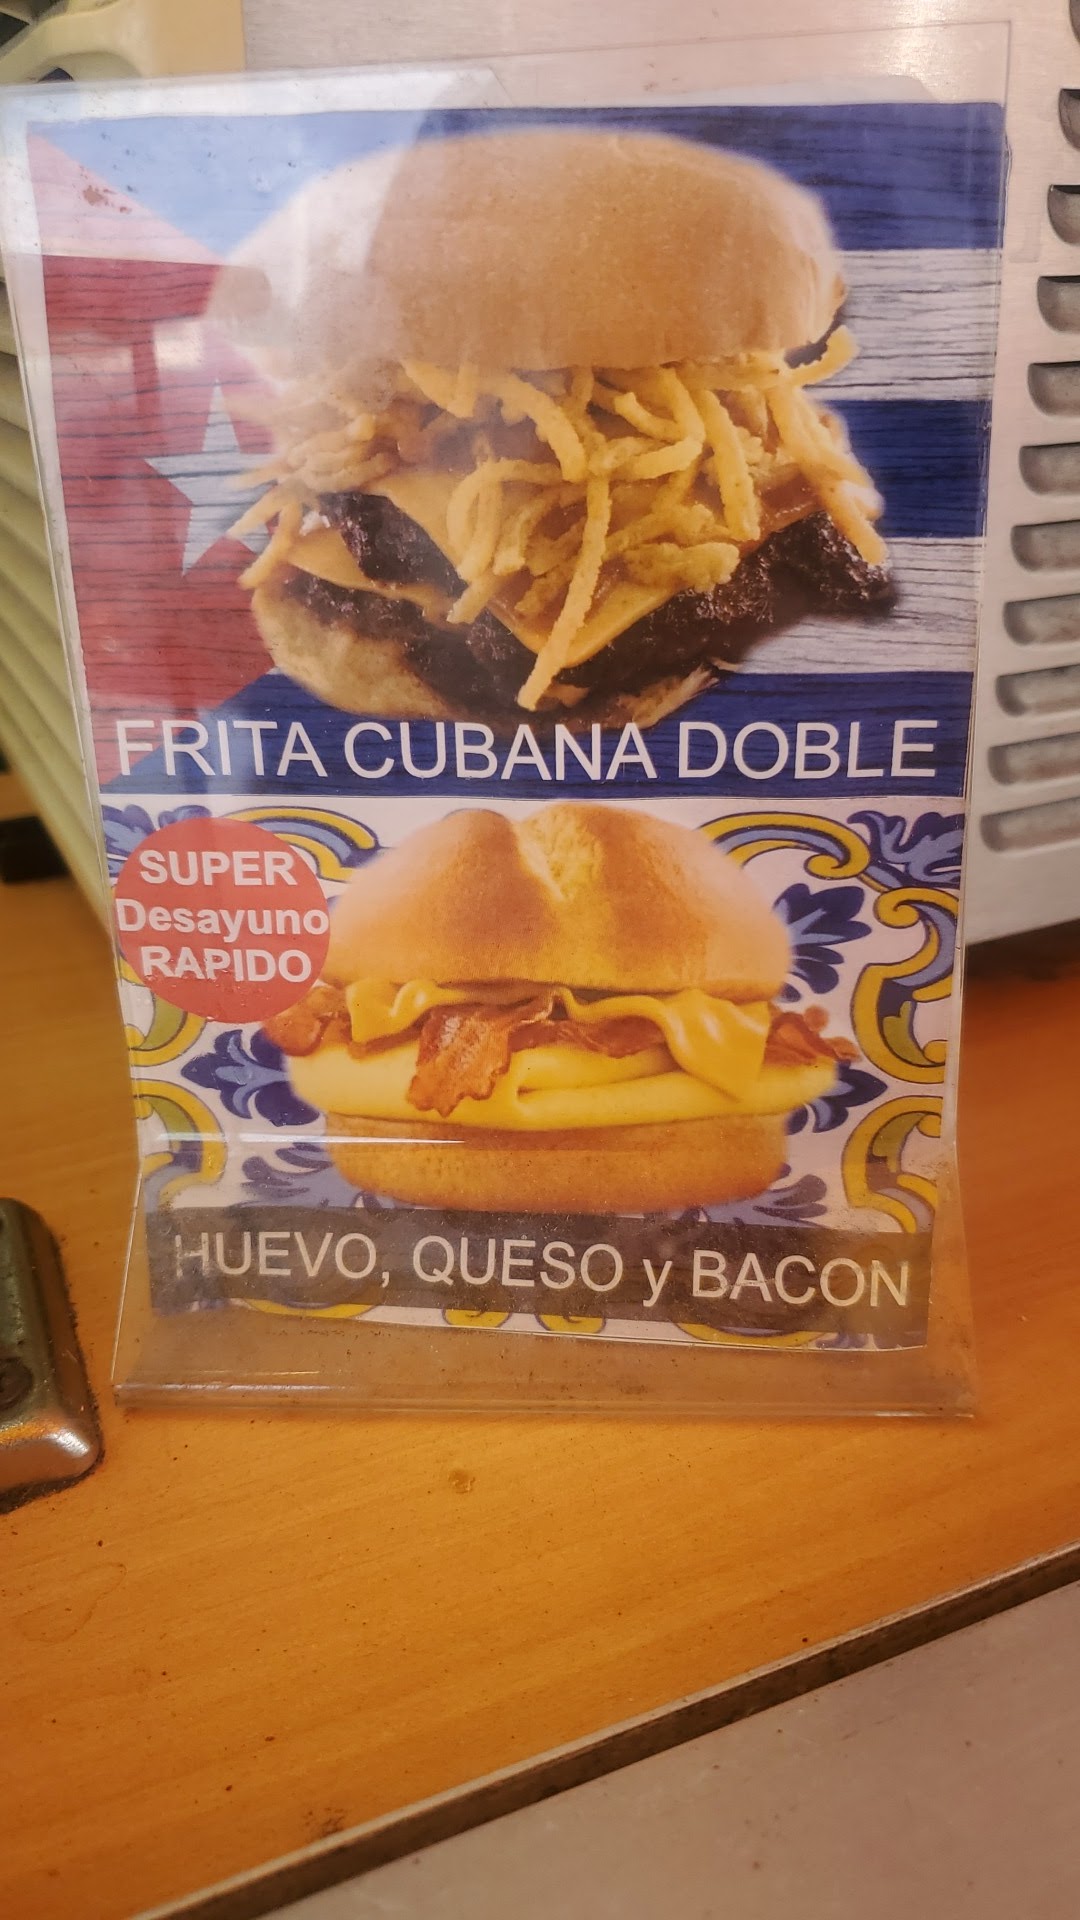 FRITA CUBANA DOBLE
SUPER
Desayuno
RAPIDO
HUEVO, QUESO y BACON